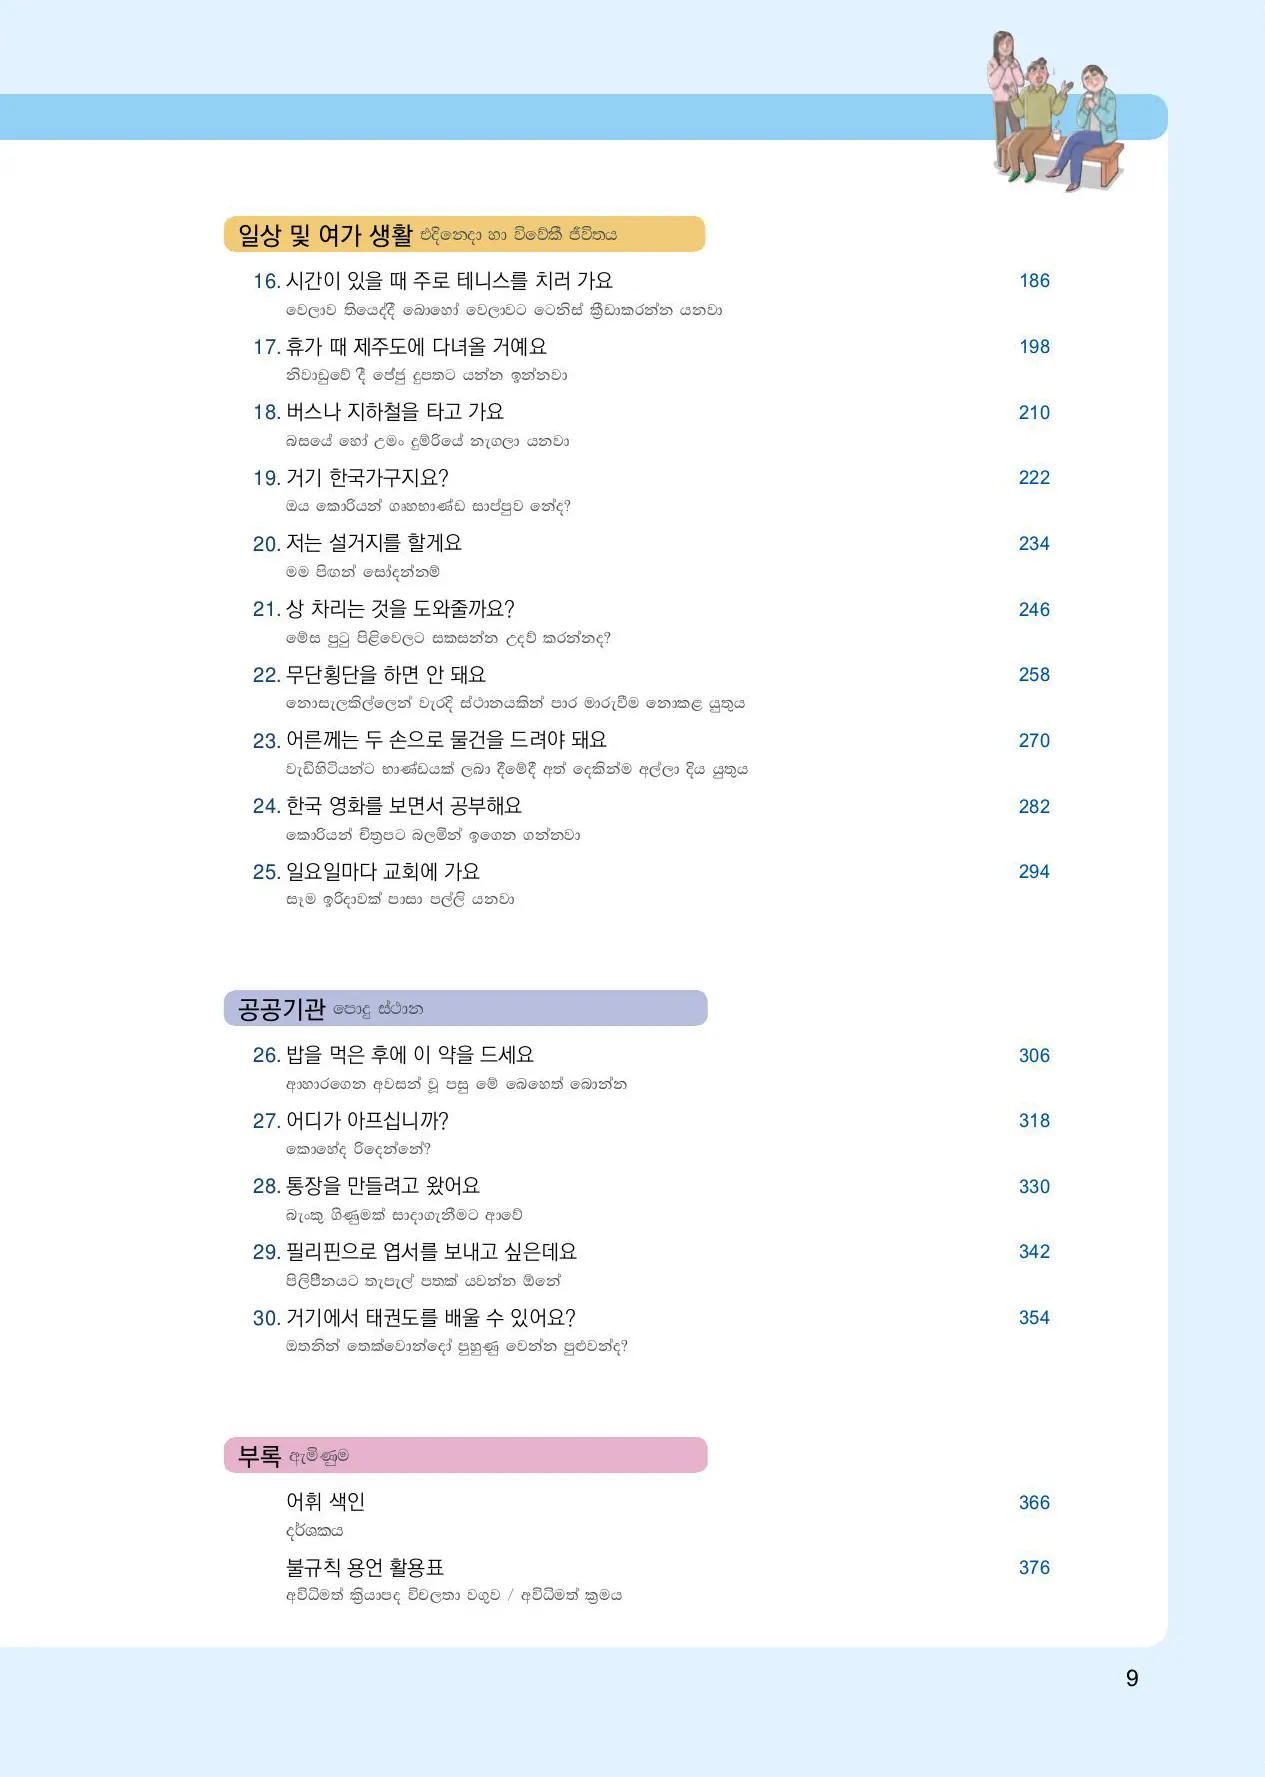 일상 및 여가 생활 එදිනෙදා හා විවේකී ජීවිතය
16. 시간이 있을 때 주로 테니스를 치러 가요 186
වෙලාව තියෙද්දී බොහෝ වෙලාවට ටෙනිස් ක්‍රීඩාකරන්න යනවා
17. 휴가 때 제주도에 다녀올 거예요 198
නිවාඩුවේ දී ජේජු දුපතට යන්න ඉන්නවා
18. 버스나 지하철을 타고 가요 210
බසයේ හෝ උමං දුම්රියේ නැගලා යනවා
19. 거기 한국가구지요? 222
ඔය කොරියන් ගෘහභාණ්ඩ සාප්පුව නේද?
20. 저는 설거지를 할게요 234
මම පිඟන් සෝදන්නම්
21. 상 차리는 것을 도와줄까요? 246
මේස පුටු පිළිවෙලට සකසන්න උදව් කරන්නද?
22. 무단횡단을 하면 안 돼요 258
නොසැලකිල්ලෙන් වැරදි ස්ථානයකින් පාර මාරුවීම නොකළ යුතුය
23. 어른께는 두 손으로 물건을 드려야 돼요 270
වැඩිහිටියන්ට භාණ්ඩයක් ලබා දීමේදී අත් දෙකින්ම අල්ලා දිය යුතුය
24. 한국 영화를 보면서 공부해요 282
කොරියන් චිත්‍රපට බලමින් ඉගෙන ගන්නවා
25. 일요일마다 교회에 가요 294
සෑම ඉරිදාවක් පාසා පල්ලි යනවා
공공기관 පොදු ස්ථාන
26. 밥을 먹은 후에 이 약을 드세요 306
ආහාරගෙන අවසන් වූ පසු මේ බෙහෙත් බොන්න
27. 어디가 아프십니까? 318
කොහේද රිදෙන්නේ?
28. 통장을 만들려고 왔어요 330
බැංකු ගිණුමක් සාදාගැනීමට ආවේ
29. 필리핀으로 엽서를 보내고 싶은데요 342
පිලිපීනයට තැපැල් පතක් යවන්න ඕනේ
30. 거기에서 태권도를 배울 수 있어요? 354
ඔතනින් තෙක්වොන්දෝ පුහුණු වෙන්න පුළුවන්ද?
부록 ඇමිණුම
어휘 색인 366
දර්ශකය
불규칙 용언 활용표 376
අවිධිමත් ක්‍රියාපද විචලතා වගුව / අවිධිමත් ක්‍රමය
9